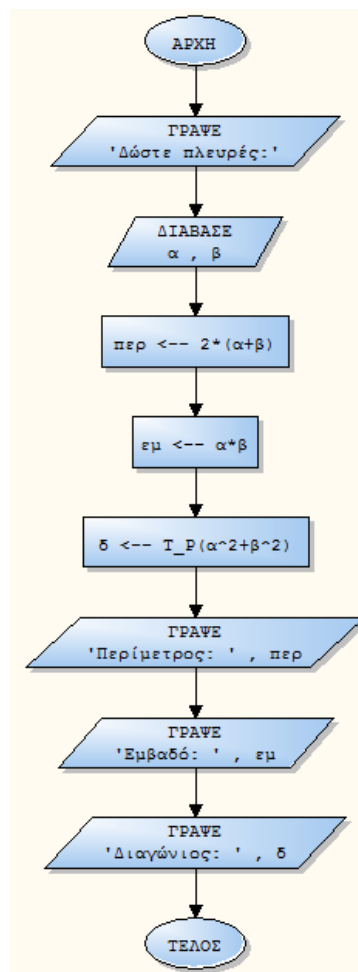 ΑΡΧΗ
ΓΡΑΨΕ
'Δώστε πλευρές:'
ΔΙΑΒΑΣΕ
α , β
περ <-- 2*(α+β)
εμ <-- α*β
δ <-- Τ_Ρ(α^2+β^2)
ΓΡΑΨΕ
'Περίμετρος: ' , περ
ΓΡΑΨΕ
'Εμβαδό: ' , εμ
ΓΡΑΨΕ
'Διαγώνιος: ' , δ
ΤΕΛΟΣ